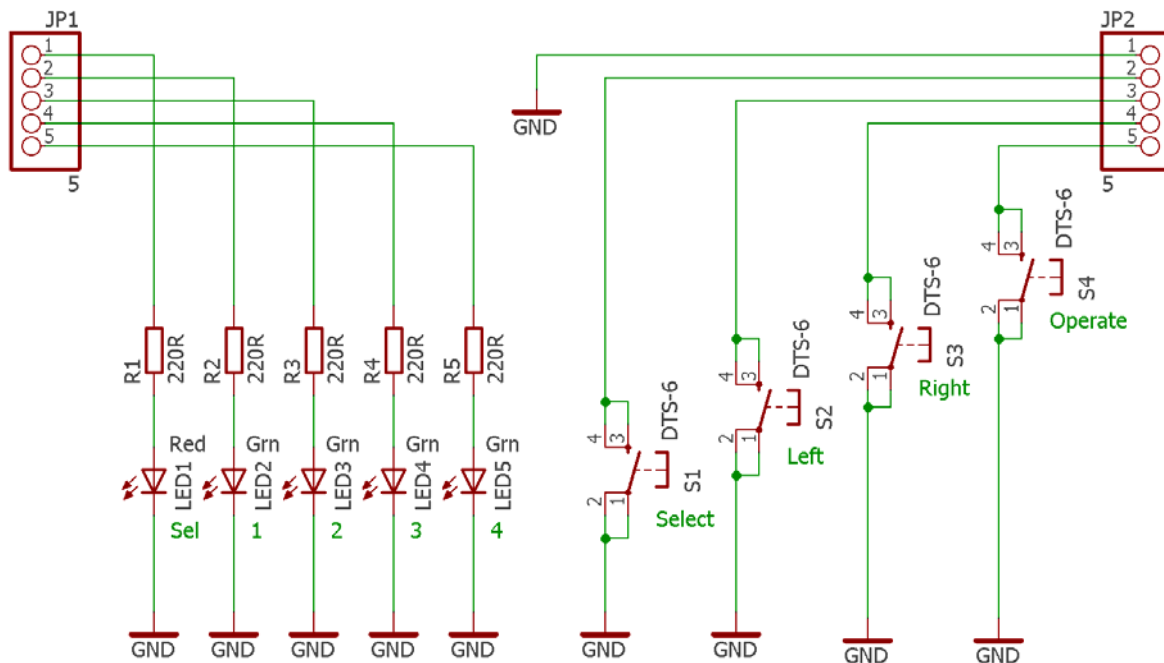 JP1
1
2
3
4
5
5
JP2
1
2
3
4
5
5
GND
R1
220R
R2
220R
R3
220R
R4
220R
R5
220R
Red
LED1
Sel
Grn
LED2
1
Grn
LED3
2
Grn
LED4
3
Grn
LED5
4
GND
GND
GND
GND
GND
4
3
2
1
DTS-6
S1
Select
GND
4
3
2
1
DTS-6
S2
Left
GND
4
3
2
1
DTS-6
S3
Right
GND
4
3
2
1
DTS-6
S4
Operate
GND